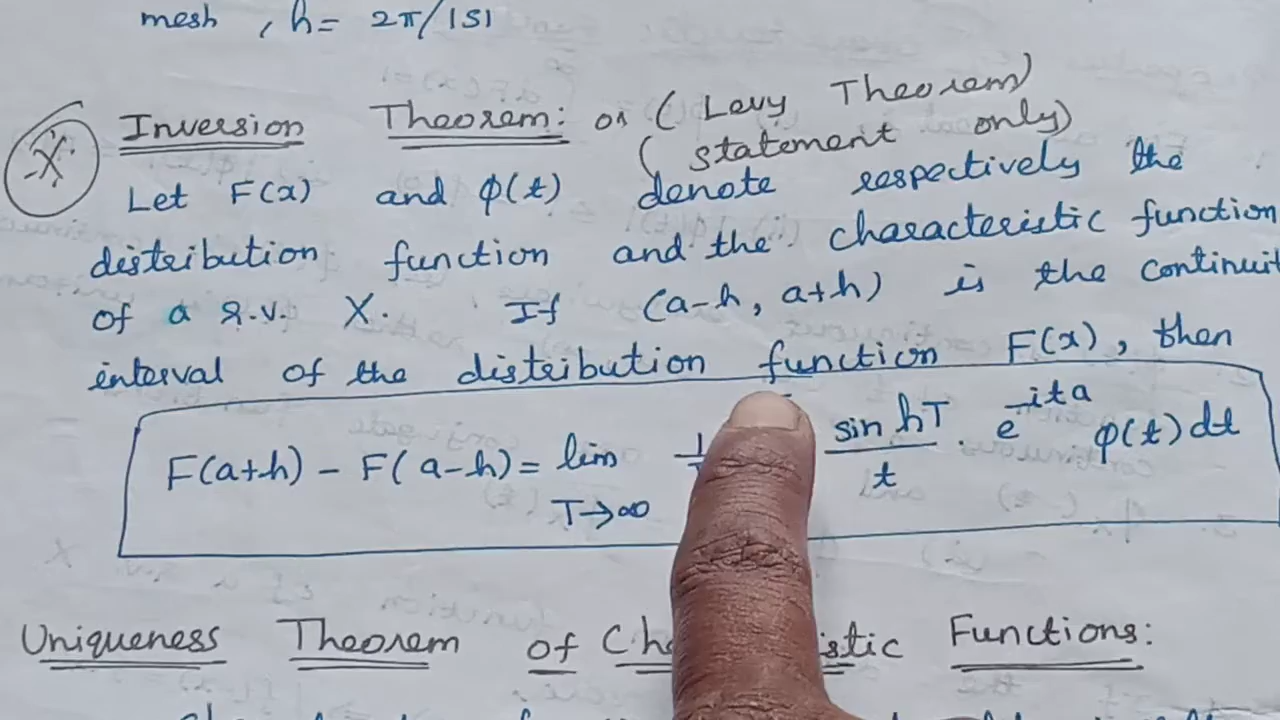 mesh , h = 2π/|S|
Inversion Theorem: or ( Levy Theorem)
( statement only)
Let F(x) and φ(t) denote respectively the
distribution function and the characteristic function
of a r.v. X. If (a-h, a+h) is the continuit
interval of the distribution function F(x), then
F(a+h) - F(a-h) = lim T→∞ sin hT / t . e^-ita φ(t) dt
Uniqueness Theorem of Functions: